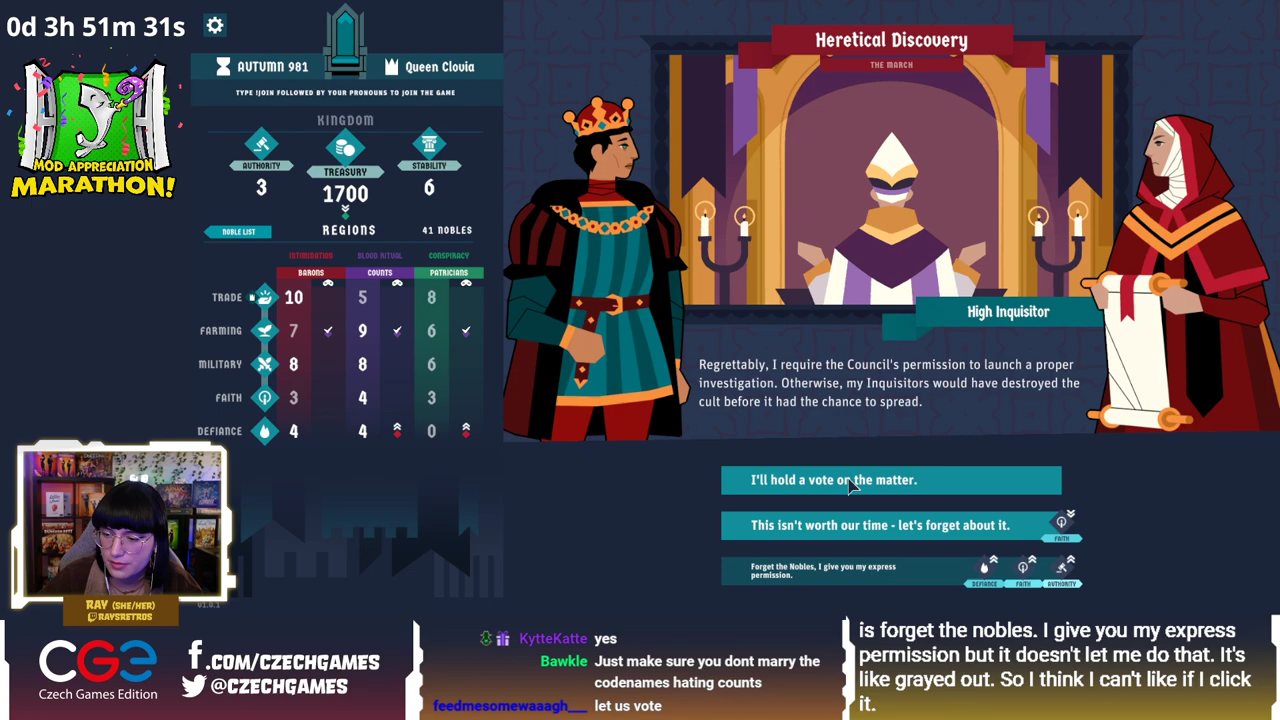 0d 3h 51m 31s
MOD APPRECIATION
MARATHON!
AUTUMN 981
Queen Clovia
TYPE !JOIN FOLLOWED BY YOUR PRONOUNS TO JOIN THE GAME
KINGDOM
AUTHORITY
TREASURY
STABILITY
3
1700
6
NOBLE LIST
REGIONS
41 NOBLES
INTIMIDATION
BLOOD RITUAL
CONSPIRACY
BARONS
COUNTS
PATRICIANS
TRADE 10 5 8
FARMING 7 9 6
MILITARY 8 8 6
FAITH 3 4 3
DEFIANCE 4 4 0
Heretical Discovery
THE MARCH
High Inquisitor
Regrettably, I require the Council's permission to launch a proper
investigation. Otherwise, my Inquisitors would have destroyed the
cult before it had the chance to spread.
I'll hold a vote on the matter.
This isn't worth our time - let's forget about it.
FAITH
Forget the Nobles, I give you my express
permission.
DEFIANCE
FAITH
AUTHORITY
RAY (SHE/HER)
RAYSRETROS
V1.0.1
CGE
Czech Games Edition
f.COM/CZECHGAMES
@CZECHGAMES
KytteKatte yes
Bawkle Just make sure you dont marry the
codenames hating counts
feedmesomewaaagh__ let us vote
is forget the nobles. I give you my express
permission but it doesn't let me do that. It's
like grayed out. So I think I can't like if I click
it.